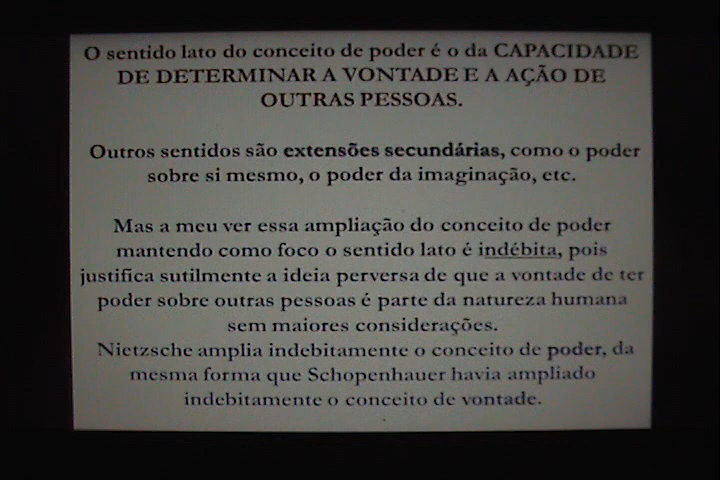 O sentido lato do conceito de poder é o da CAPACIDADE
DE DETERMINAR A VONTADE E A AÇÃO DE
OUTRAS PESSOAS.
Outros sentidos são extensões secundárias, como o poder
sobre si mesmo, o poder da imaginação, etc.
Mas a meu ver essa ampliação do conceito de poder
mantendo como foco o sentido lato é indébita, pois
justifica sutilmente a ideia perversa de que a vontade de ter
poder sobre outras pessoas é parte da natureza humana
sem maiores considerações.
Nietzsche amplia indebitamente o conceito de poder, da
mesma forma que Schopenhauer havia ampliado
indebitamente o conceito de vontade.